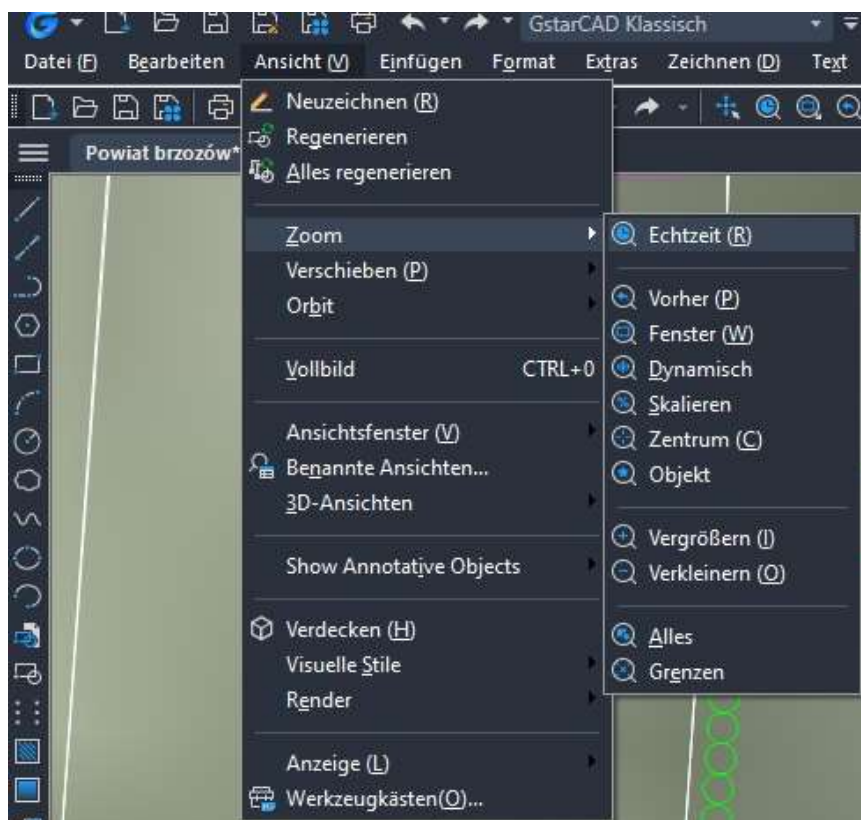 GstarCAD Klassisch
Datei (F) Bearbeiten Ansicht (V) Einfügen Format Extras Zeichnen (D) Text
Powiat brzozów*
Neuzeichnen (R)
Regenerieren
Alles regenerieren
Zoom
Verschieben (P)
Orbit
Vollbild CTRL+0
Ansichtsfenster (V)
Benannte Ansichten...
3D-Ansichten
Show Annotative Objects
Verdecken (H)
Visuelle Stile
Render
Anzeige (L)
Werkzeugkästen(O)...
Echtzeit (R)
Vorher (P)
Fenster (W)
Dynamisch
Skalieren
Zentrum (C)
Objekt
Vergrößern (I)
Verkleinern (O)
Alles
Grenzen